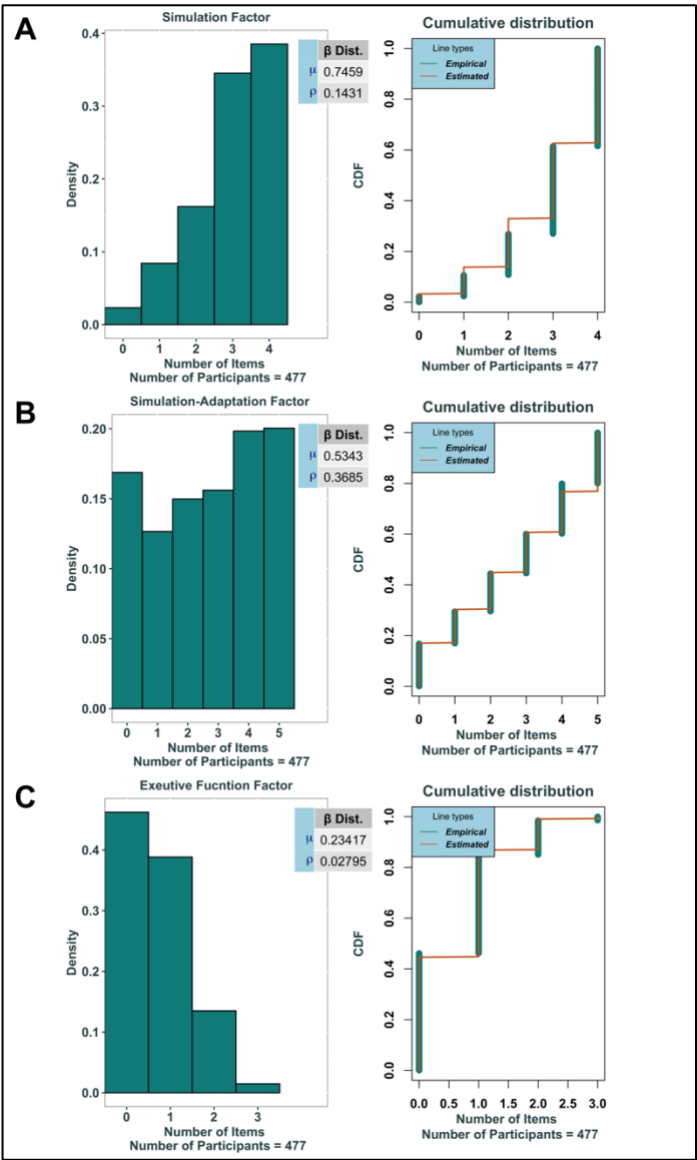 A
Simulation Factor
0.4
0.3
0.2
0.1
0.0
Density
0 1 2 3 4
Number of Items
Number of Participants = 477
β Dist.
μ 0.7459
ρ 0.1431
Cumulative distribution
Line types
Empirical
Estimated
1.0
0.8
0.6
0.4
0.2
0.0
CDF
0 1 2 3 4
Number of Items
Number of Participants = 477
B
Simulation-Adaptation Factor
0.20
0.15
0.10
0.05
0.00
Density
0 1 2 3 4 5
Number of Items
Number of Participants = 477
β Dist.
μ 0.5343
ρ 0.3685
Cumulative distribution
Line types
Empirical
Estimated
1.0
0.8
0.6
0.4
0.2
0.0
CDF
0 1 2 3 4 5
Number of Items
Number of Participants = 477
C
Exeutive Fucntion Factor
0.4
0.3
0.2
0.1
0.0
Density
0 1 2 3
Number of Items
Number of Participants = 477
β Dist.
μ 0.23417
ρ 0.02795
Cumulative distribution
Line types
Empirical
Estimated
1.0
0.8
0.6
0.4
0.2
0.0
CDF
0.0 0.5 1.0 1.5 2.0 2.5 3.0
Number of Items
Number of Participants = 477